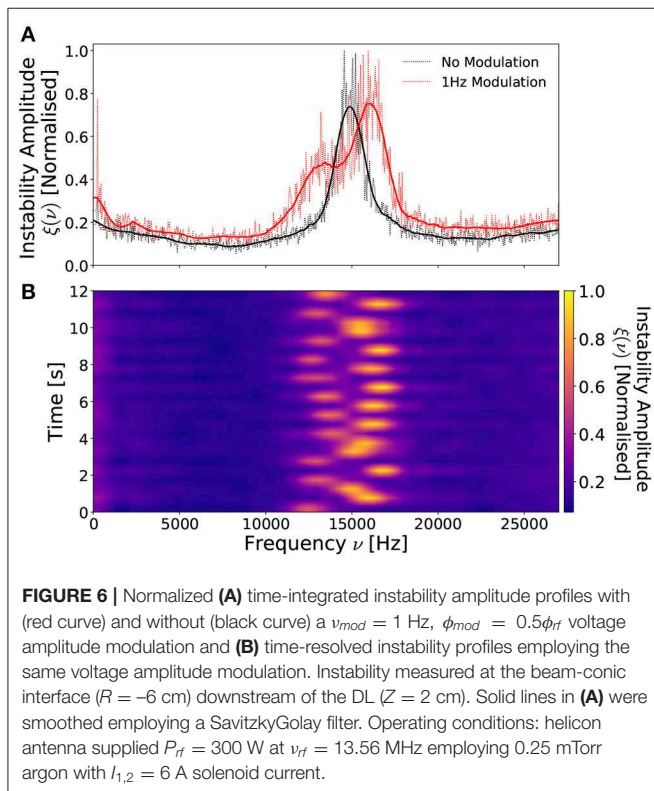 A
Instability Amplitude
ξ(ν) [Normalised]
1.0
0.8
0.6
0.4
0.2
0.0
No Modulation
1Hz Modulation
0 5000 10000 15000 20000 25000
B
Time [s]
12
10
8
6
4
2
0
0 5000 10000 15000 20000 25000
Frequency ν [Hz]
1.0
0.8
0.6
0.4
0.2
Instability Amplitude
ξ(ν) [Normalised]
FIGURE 6 | Normalized (A) time-integrated instability amplitude profiles with
(red curve) and without (black curve) a νmod = 1 Hz, ϕmod = 0.5ϕrf voltage
amplitude modulation and (B) time-resolved instability profiles employing the
same voltage amplitude modulation. Instability measured at the beam-conic
interface (R = –6 cm) downstream of the DL (Z = 2 cm). Solid lines in (A) were
smoothed employing a SavitzkyGolay filter. Operating conditions: helicon
antenna supplied Prf = 300 W at νrf = 13.56 MHz employing 0.25 mTorr
argon with I1,2 = 6 A solenoid current.